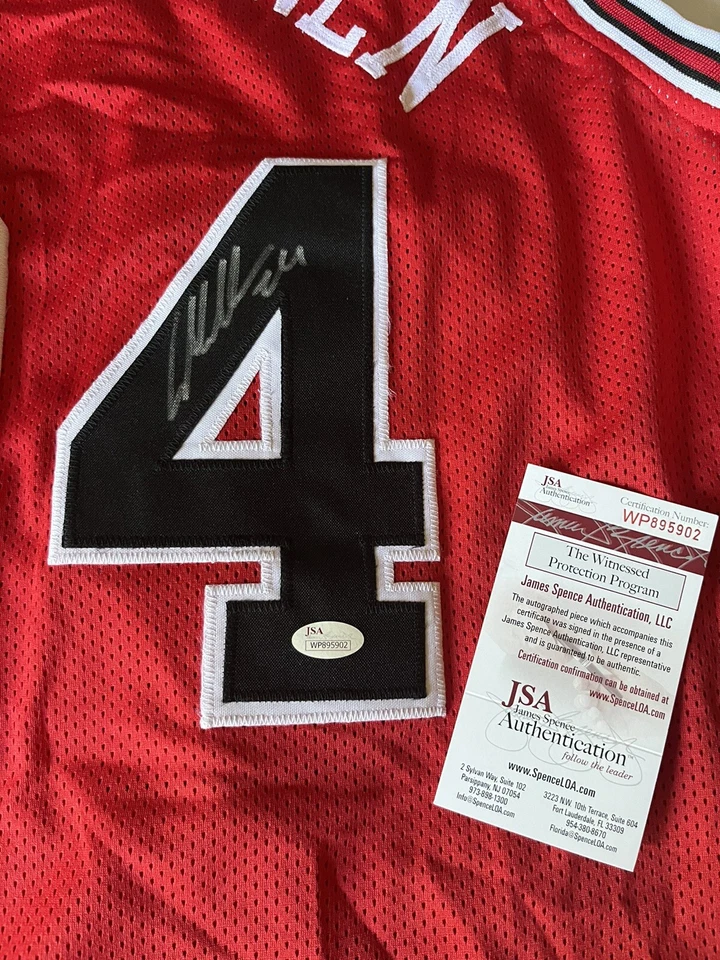 NEN
4
JSA
WP895902
JSA
Authentication
Certification Number:
WP895902
The Witnessed
Protection Program
James Spence Authentication, LLC
The autographed piece which accompanies this
certificate was signed in the presence of a
James Spence Authentication, LLC representative
and is guaranteed to be authentic.
Certification confirmation can be obtained at
www.SpenceLOA.com
JSA
James Spence
Authentication™
follow the leader
www.SpenceLOA.com
2 Sylvan Way, Suite 102
Parsippany, NJ 07054
973-898-1300
Info@SpenceLOA.com
3223 N.W. 10th Terrace, Suite 604
Fort Lauderdale, FL 33309
954-380-8670
Florida@SpenceLOA.com